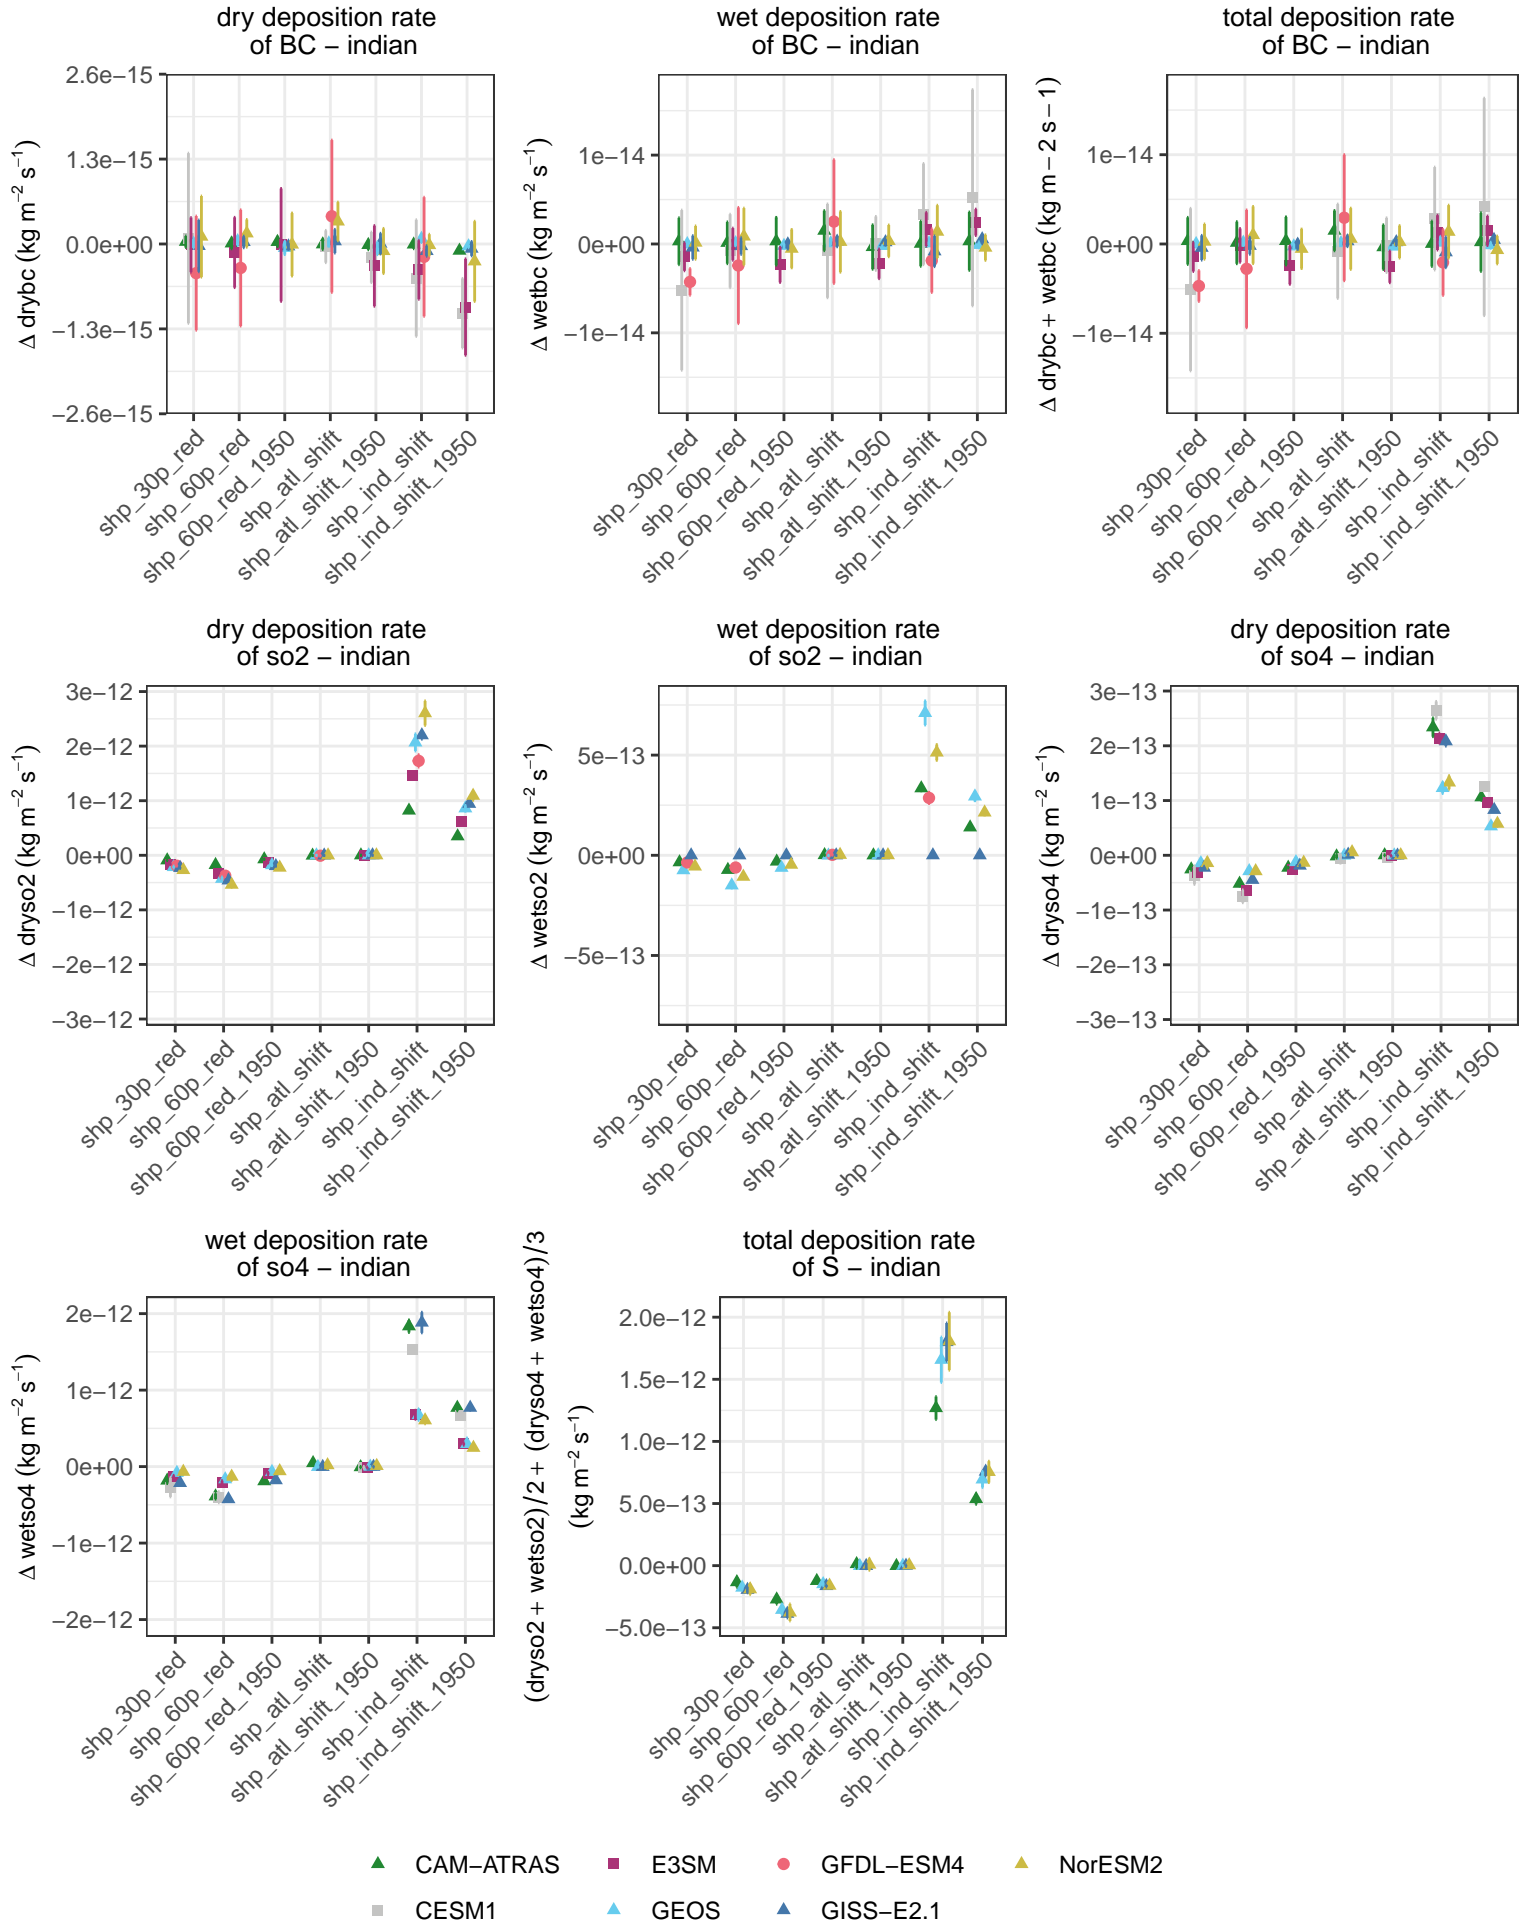 dry deposition rate
of BC − indian
wet deposition rate
of BC − indian
total deposition rate
of BC − indian
Δ drybc (kg m−2 s−1)
2.6e−15
1.3e−15
0.0e+00
−1.3e−15
−2.6e−15
shp_30p_red
shp_60p_red
shp_60p_red_1950
shp_atl_shift
shp_atl_shift_1950
shp_ind_shift
shp_ind_shift_1950
Δ wetbc (kg m−2 s−1)
1e−14
0e+00
−1e−14
shp_30p_red
shp_60p_red
shp_60p_red_1950
shp_atl_shift
shp_atl_shift_1950
shp_ind_shift
shp_ind_shift_1950
Δ drybc + wetbc (kg m − 2 s − 1)
1e−14
0e+00
−1e−14
shp_30p_red
shp_60p_red
shp_60p_red_1950
shp_atl_shift
shp_atl_shift_1950
shp_ind_shift
shp_ind_shift_1950
dry deposition rate
of so2 − indian
wet deposition rate
of so2 − indian
dry deposition rate
of so4 − indian
Δ dryso2 (kg m−2 s−1)
3e−12
2e−12
1e−12
0e+00
−1e−12
−2e−12
−3e−12
shp_30p_red
shp_60p_red
shp_60p_red_1950
shp_atl_shift
shp_atl_shift_1950
shp_ind_shift
shp_ind_shift_1950
Δ wetso2 (kg m−2 s−1)
5e−13
0e+00
−5e−13
shp_30p_red
shp_60p_red
shp_60p_red_1950
shp_atl_shift
shp_atl_shift_1950
shp_ind_shift
shp_ind_shift_1950
Δ dryso4 (kg m−2 s−1)
3e−13
2e−13
1e−13
0e+00
−1e−13
−2e−13
−3e−13
shp_30p_red
shp_60p_red
shp_60p_red_1950
shp_atl_shift
shp_atl_shift_1950
shp_ind_shift
shp_ind_shift_1950
wet deposition rate
of so4 − indian
total deposition rate
of S − indian
Δ wetso4 (kg m−2 s−1)
2e−12
1e−12
0e+00
−1e−12
−2e−12
shp_30p_red
shp_60p_red
shp_60p_red_1950
shp_atl_shift
shp_atl_shift_1950
shp_ind_shift
shp_ind_shift_1950
(dryso2 + wetso2)/2 + (dryso4 + wetso4)/3
(kg m−2 s−1)
2.0e−12
1.5e−12
1.0e−12
5.0e−13
0.0e+00
−5.0e−13
shp_30p_red
shp_60p_red
shp_60p_red_1950
shp_atl_shift
shp_atl_shift_1950
shp_ind_shift
shp_ind_shift_1950
CAM−ATRAS
E3SM
GFDL−ESM4
NorESM2
CESM1
GEOS
GISS−E2.1